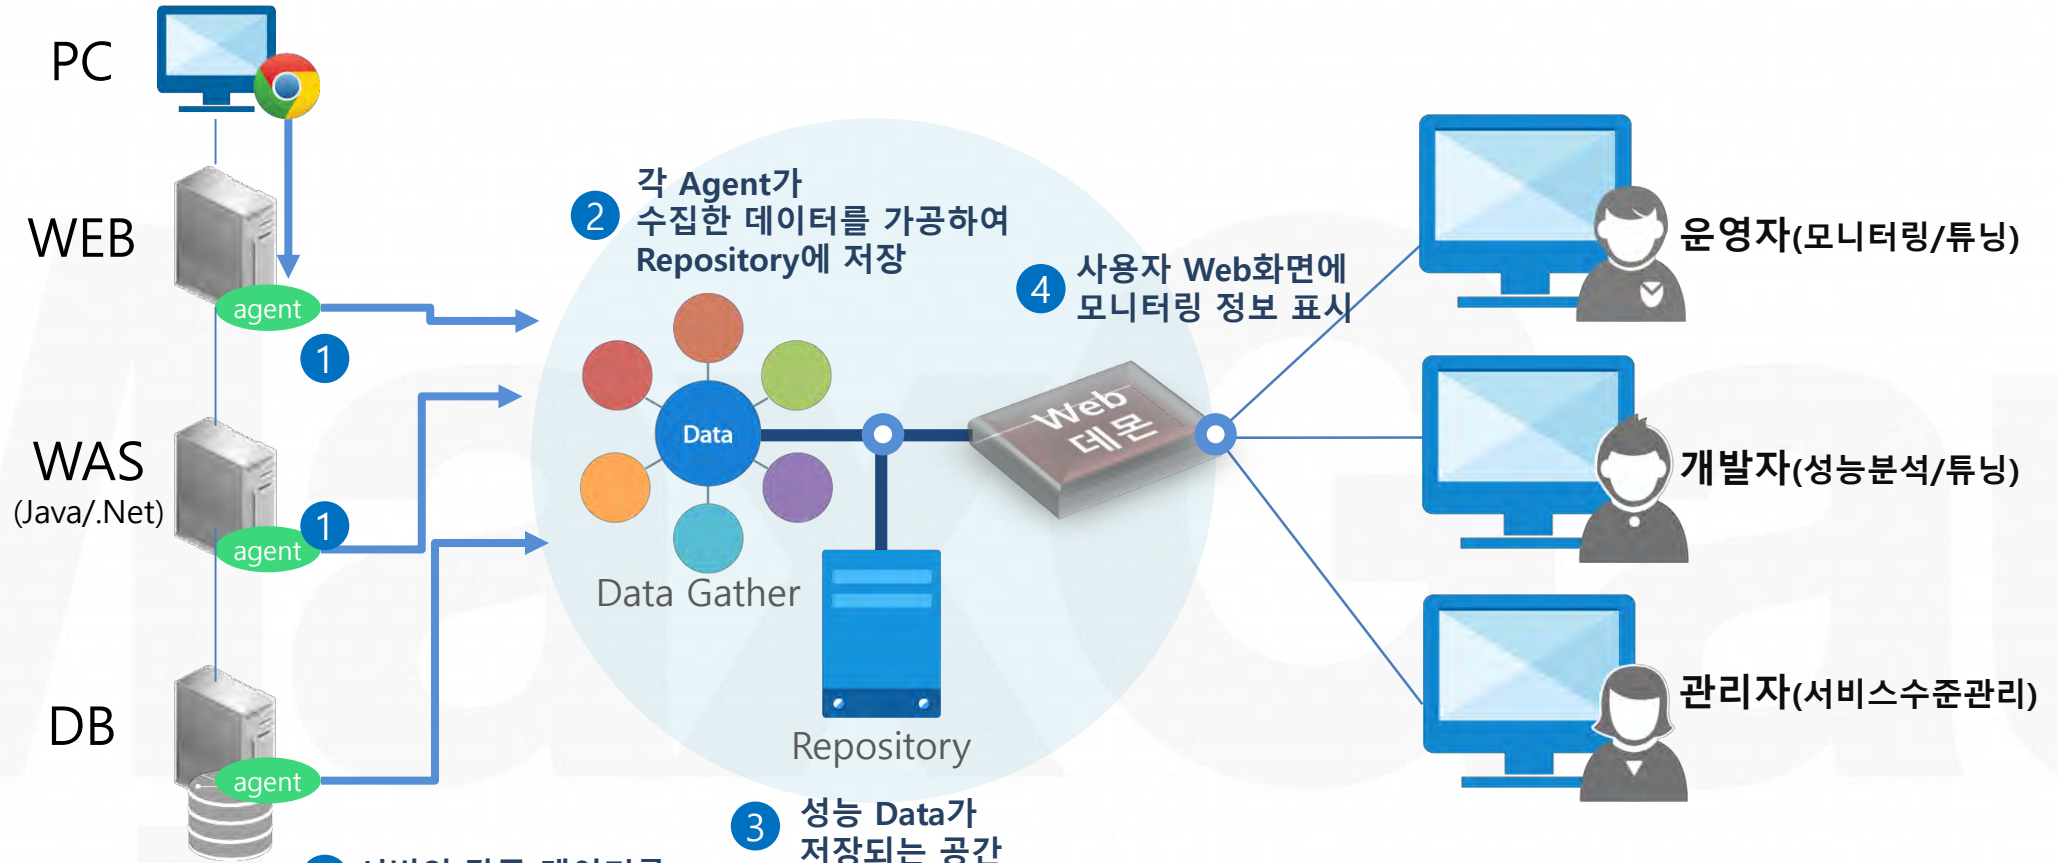 PC
WEB
agent
1
WAS
(Java/.Net)
agent
1
DB
agent
2
각 Agent가
수집한 데이터를 가공하여
Repository에 저장
Data
Data Gather
Repository
3
성능 Data가
저장되는 공간
4
사용자 Web화면에
모니터링 정보 표시
Web
데몬
운영자(모니터링/튜닝)
개발자(성능분석/튜닝)
관리자(서비스수준관리)